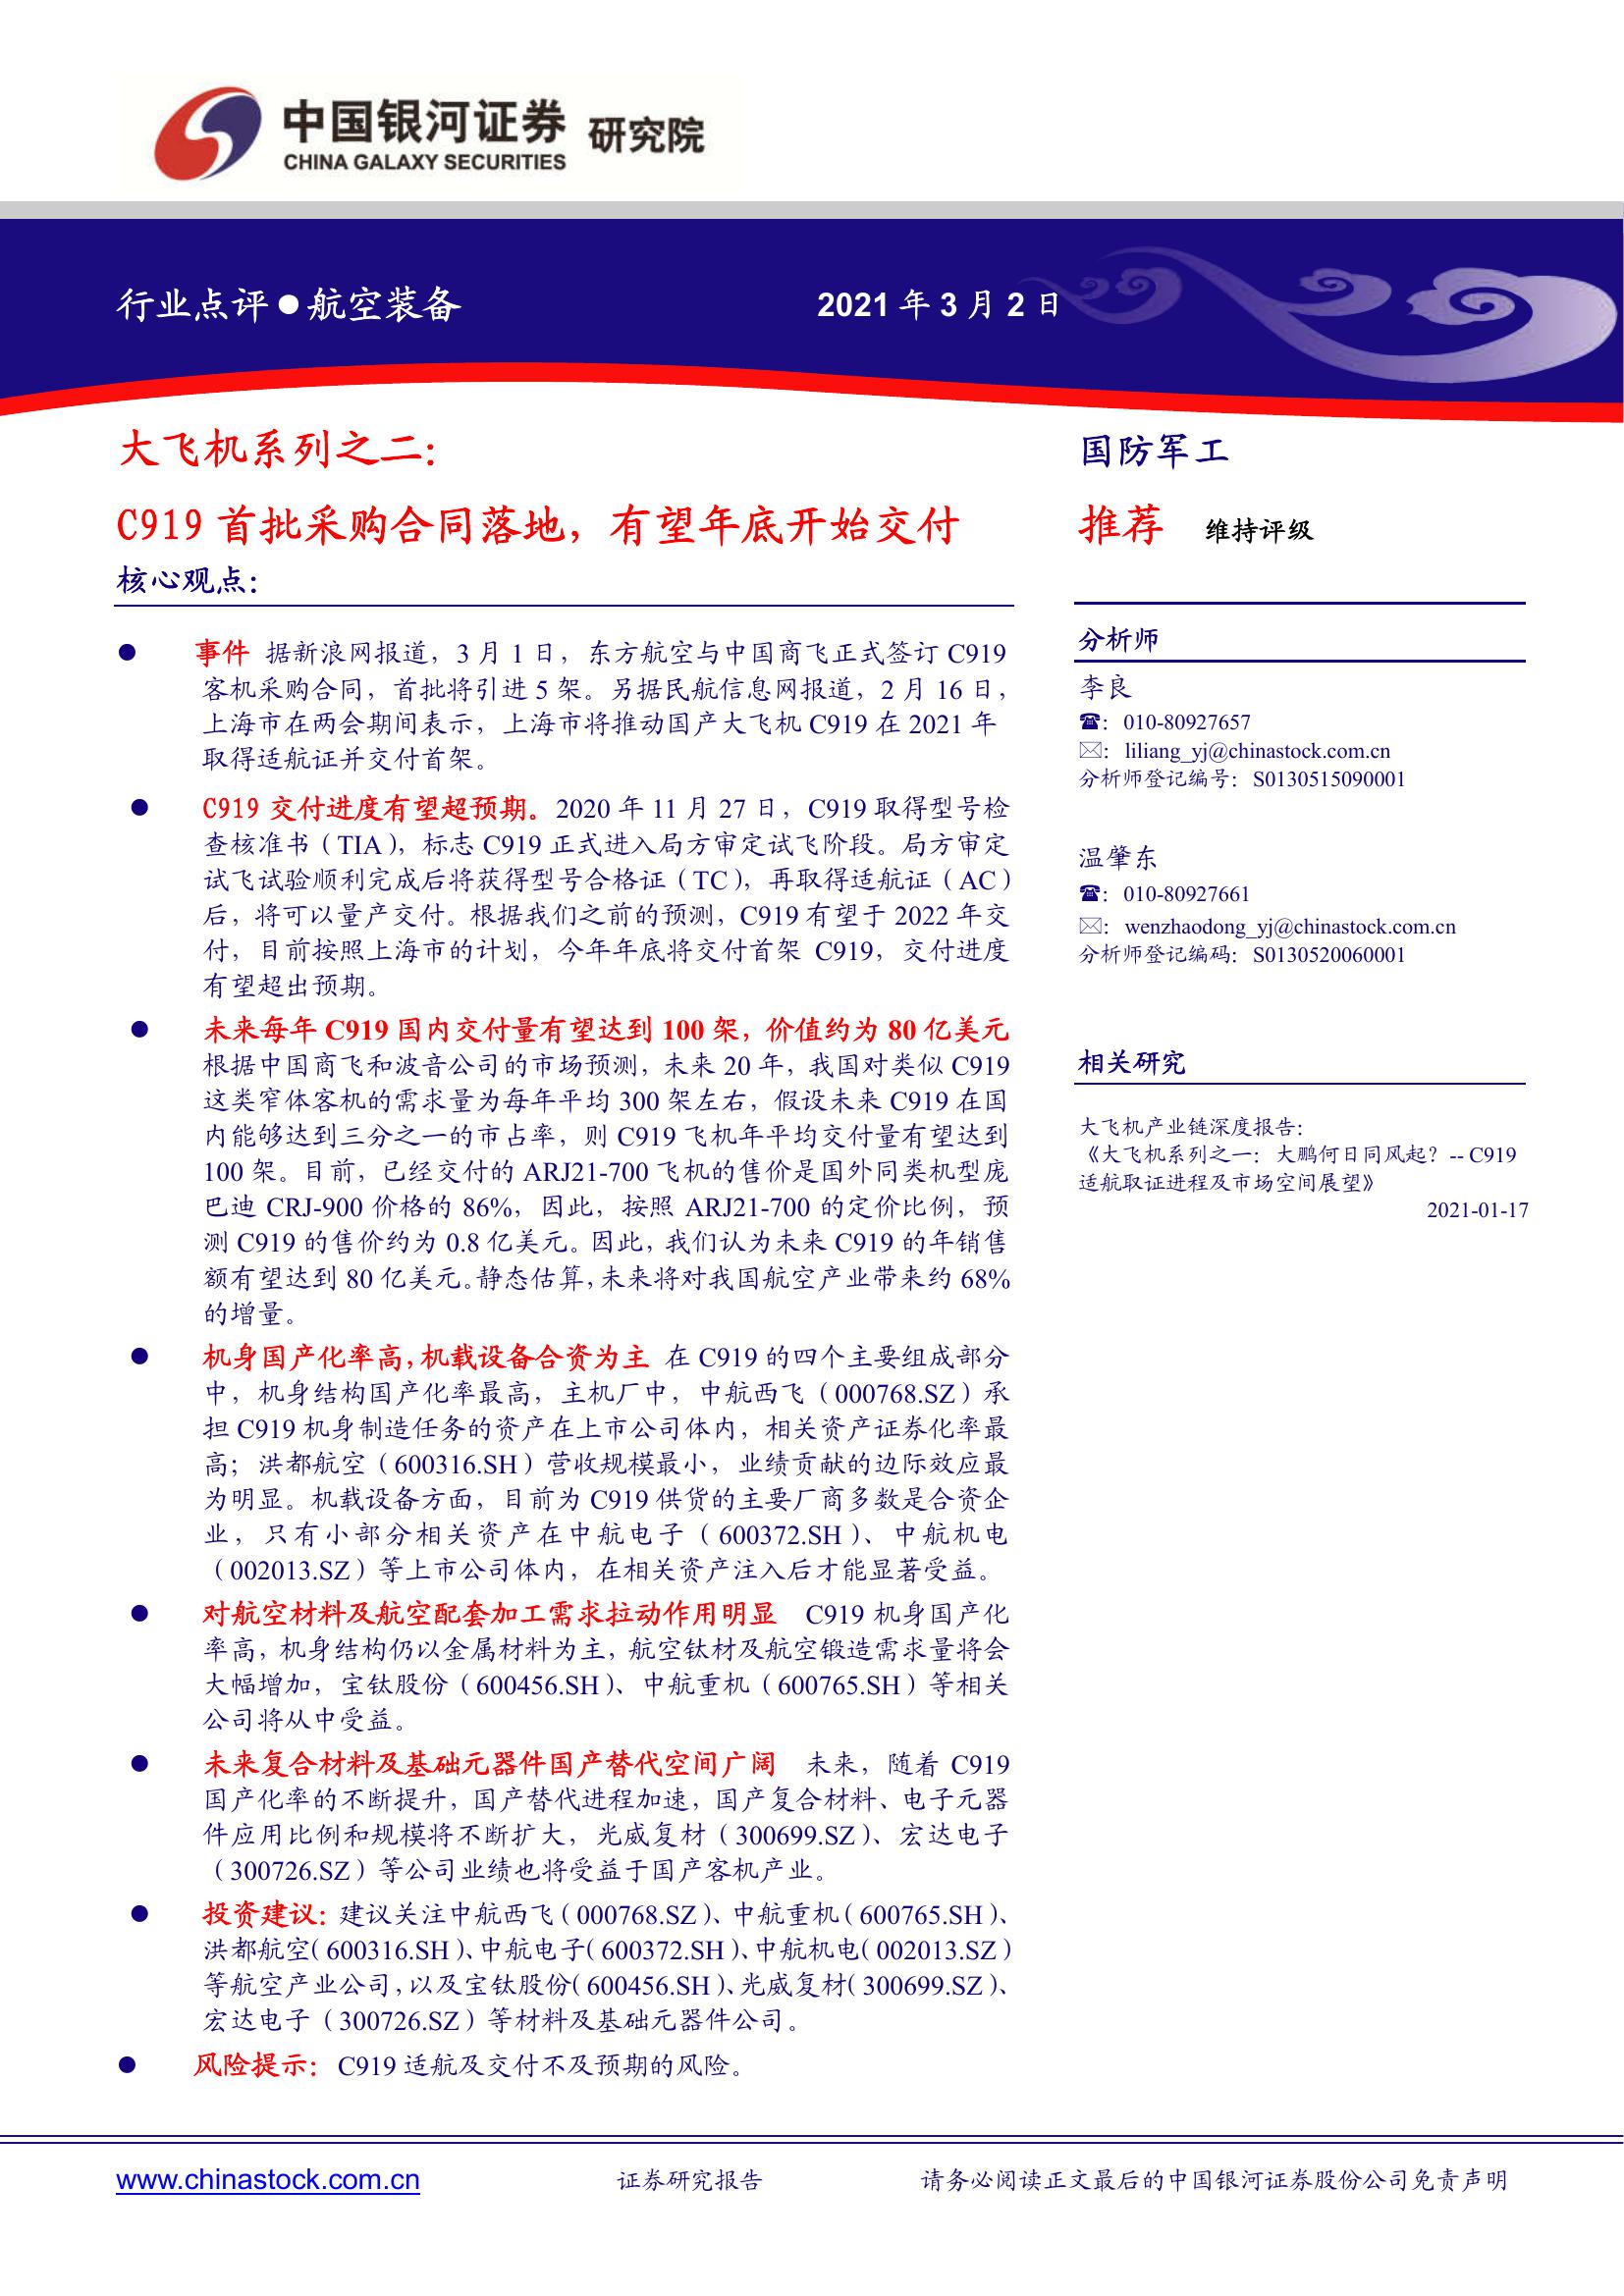 中国银河证券 研究院
CHINA GALAXY SECURITIES
行业点评●航空装备
2021 年 3 月 2 日
大飞机系列之二：
C919 首批采购合同落地，有望年底开始交付
核心观点：
● 事件 据新浪网报道，3 月 1 日，东方航空与中国商飞正式签订 C919
客机采购合同，首批将引进 5 架。另据民航信息网报道，2 月 16 日，
上海市在两会期间表示，上海市将推动国产大飞机 C919 在 2021 年
取得适航证并交付首架。
● C919 交付进度有望超预期。2020 年 11 月 27 日，C919 取得型号检
查核准书（TIA），标志 C919 正式进入局方审定试飞阶段。局方审定
试飞试验顺利完成后将获得型号合格证（TC），再取得适航证（AC）
后，将可以量产交付。根据我们之前的预测，C919 有望于 2022 年交
付，目前按照上海市的计划，今年年底将交付首架 C919，交付进度
有望超出预期。
● 未来每年 C919 国内交付量有望达到 100 架，价值约为 80 亿美元
根据中国商飞和波音公司的市场预测，未来 20 年，我国对类似 C919
这类窄体客机的需求量为每年平均 300 架左右，假设未来 C919 在国
内能够达到三分之一的市占率，则 C919 飞机年平均交付量有望达到
100 架。目前，已经交付的 ARJ21-700 飞机的售价是国外同类机型庞
巴迪 CRJ-900 价格的 86%，因此，按照 ARJ21-700 的定价比例，预
测 C919 的售价约为 0.8 亿美元。因此，我们认为未来 C919 的年销售
额有望达到 80 亿美元。静态估算，未来将对我国航空产业带来约 68%
的增量。
● 机身国产化率高，机载设备合资为主 在 C919 的四个主要组成部分
中，机身结构国产化率最高，主机厂中，中航西飞（000768.SZ）承
担 C919 机身制造任务的资产在上市公司体内，相关资产证券化率最
高；洪都航空（600316.SH）营收规模最小，业绩贡献的边际效应最
为明显。机载设备方面，目前为 C919 供货的主要厂商多数是合资企
业，只有小部分相关资产在中航电子（600372.SH）、中航机电
（002013.SZ）等上市公司体内，在相关资产注入后才能显著受益。
● 对航空材料及航空配套加工需求拉动作用明显 C919 机身国产化
率高，机身结构仍以金属材料为主，航空钛材及航空锻造需求量将会
大幅增加，宝钛股份（600456.SH）、中航重机（600765.SH）等相关
公司将从中受益。
● 未来复合材料及基础元器件国产替代空间广阔 未来，随着 C919
国产化率的不断提升，国产替代进程加速，国产复合材料、电子元器
件应用比例和规模将不断扩大，光威复材（300699.SZ）、宏达电子
（300726.SZ）等公司业绩也将受益于国产客机产业。
● 投资建议：建议关注中航西飞（000768.SZ）、中航重机（600765.SH）、
洪都航空（600316.SH）、中航电子（600372.SH）、中航机电（002013.SZ）
等航空产业公司，以及宝钛股份（600456.SH）、光威复材（300699.SZ）、
宏达电子（300726.SZ）等材料及基础元器件公司。
● 风险提示：C919 适航及交付不及预期的风险。
国防军工
推荐 维持评级
分析师
李良
☎：010-80927657
✉：liliang_yj@chinastock.com.cn
分析师登记编号：S0130515090001
温肇东
☎：010-80927661
✉：wenzhaodong_yj@chinastock.com.cn
分析师登记编码：S0130520060001
相关研究
大飞机产业链深度报告：
《大飞机系列之一：大鹏何日同风起？-- C919
适航取证进程及市场空间展望》
2021-01-17
www.chinastock.com.cn
证券研究报告
请务必阅读正文最后的中国银河证券股份公司免责声明